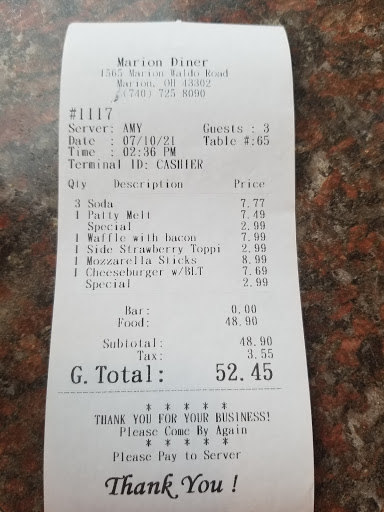 Marion Diner
1565 Marion Waldo Road
Marion, OH 43302
(740) 725-8090
#1117
Server: AMY Guests : 3
Date : 07/10/21 Table #:65
Time : 02:36 PM
Terminal ID: CASHIER
Qty Description Price
3 Soda 7.77
1 Patty Melt 7.49
Special 2.99
1 Waffle with bacon 7.99
1 Side Strawberry Toppi 2.99
1 Mozzarella Sticks 8.99
1 Cheeseburger w/BLT 7.69
Special 2.99
Bar: 0.00
Food: 48.90
Subtotal: 48.90
Tax: 3.55
G. Total: 52.45
* * * * *
THANK YOU FOR YOUR BUSINESS!
Please Come By Again
* * * * *
Please Pay to Server
Thank You !